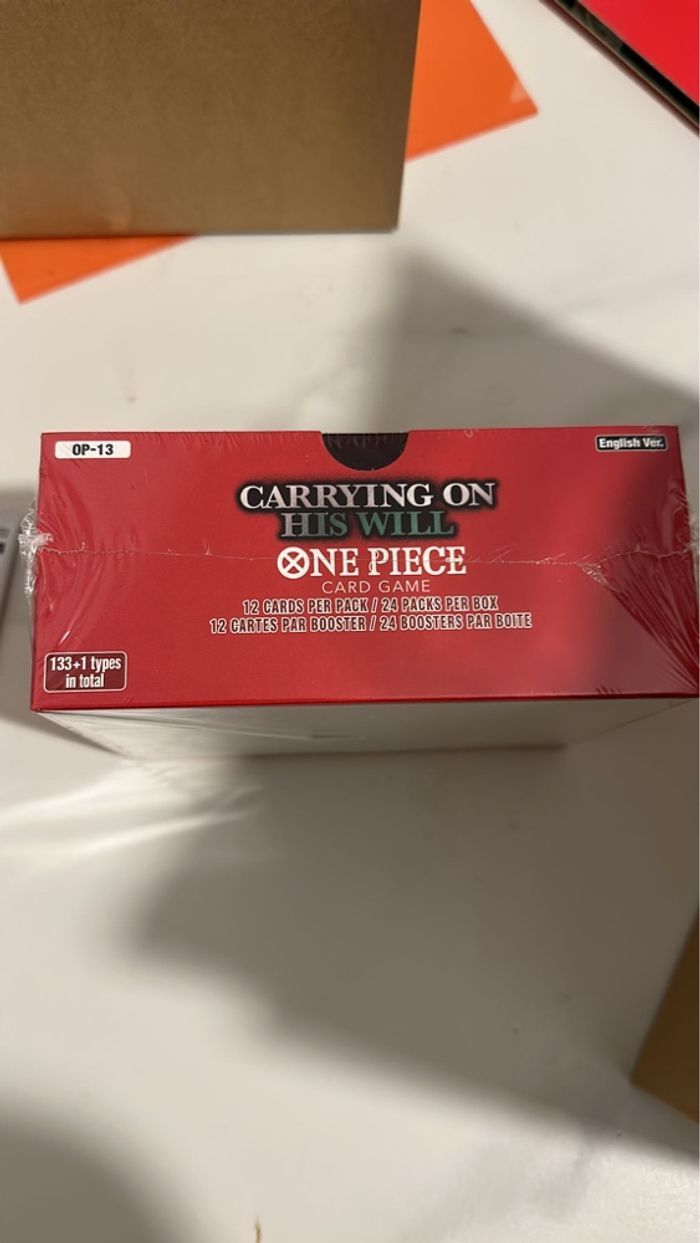 OP-13
English Ver.
CARRYING ON
HIS WILL
ONE PIECE
CARD GAME
12 CARDS PER PACK / 24 PACKS PER BOX
12 CARTES PAR BOOSTER / 24 BOOSTERS PAR BOITE
133+1 types
in total